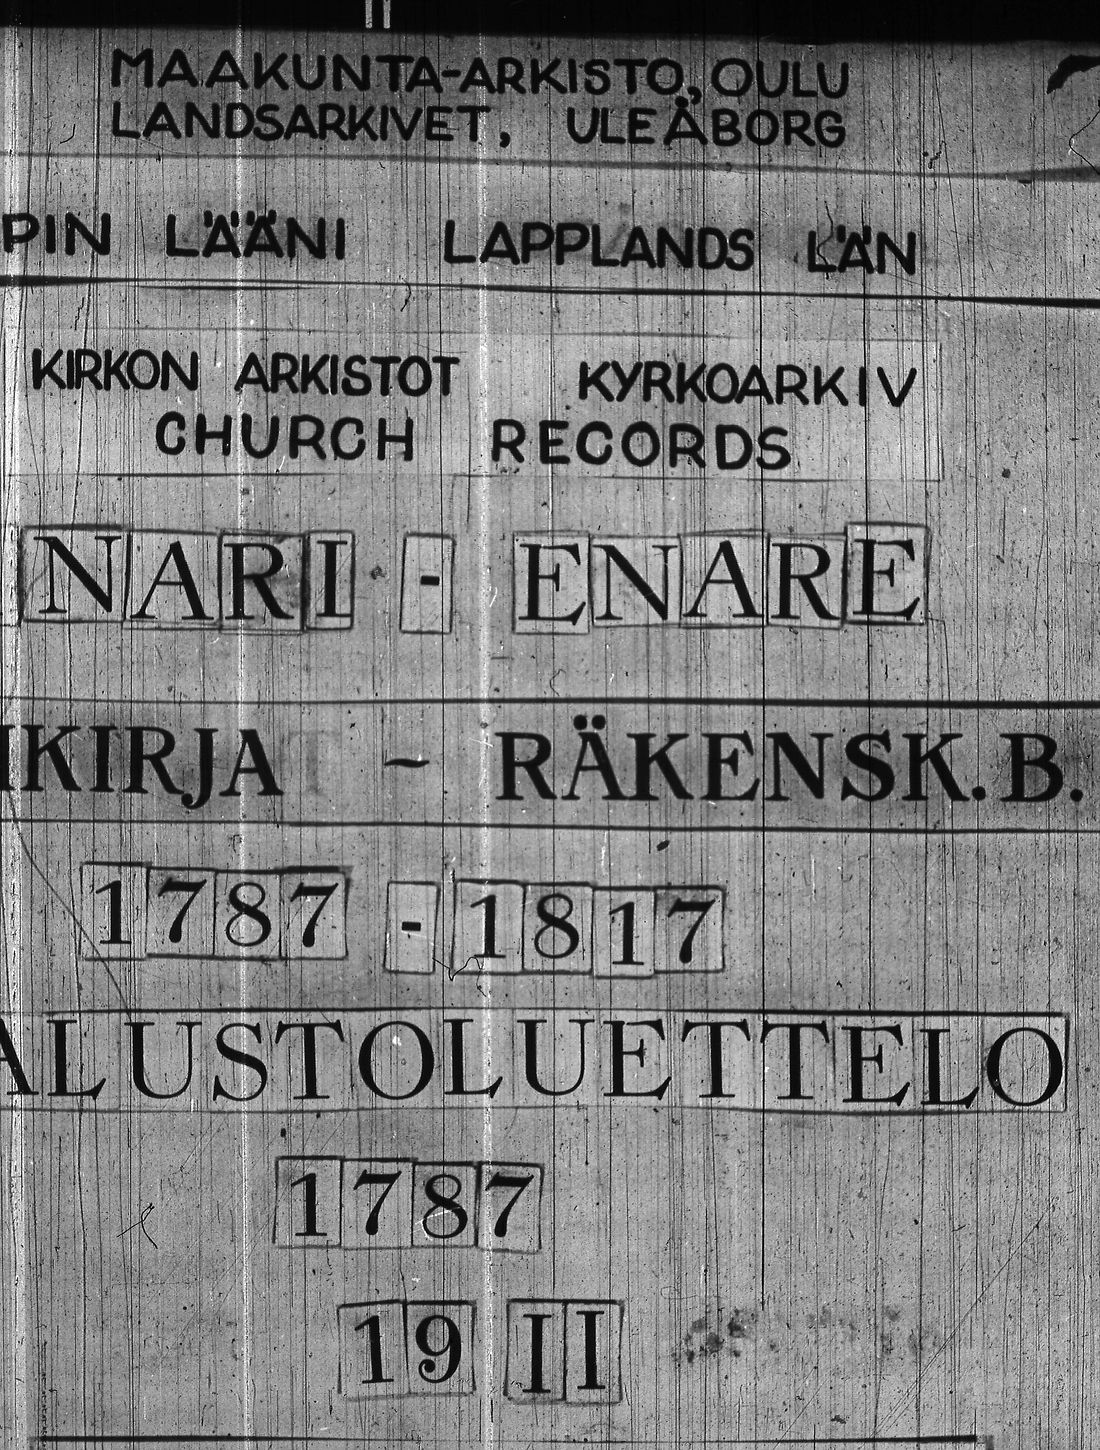 MAAKUNTA-ARKISTO, OULU
LANDSARKIVET, ULEÅBORG
PIN LÄÄNI LAPPLANDS LÄN
KIRKON ARKISTOT KYRKOARKIV
CHURCH RECORDS
NARI - ENARE
KIRJA - RÄKENSK.B.
1787 - 1817
ALUSTOLUETTELO
1787
19 II